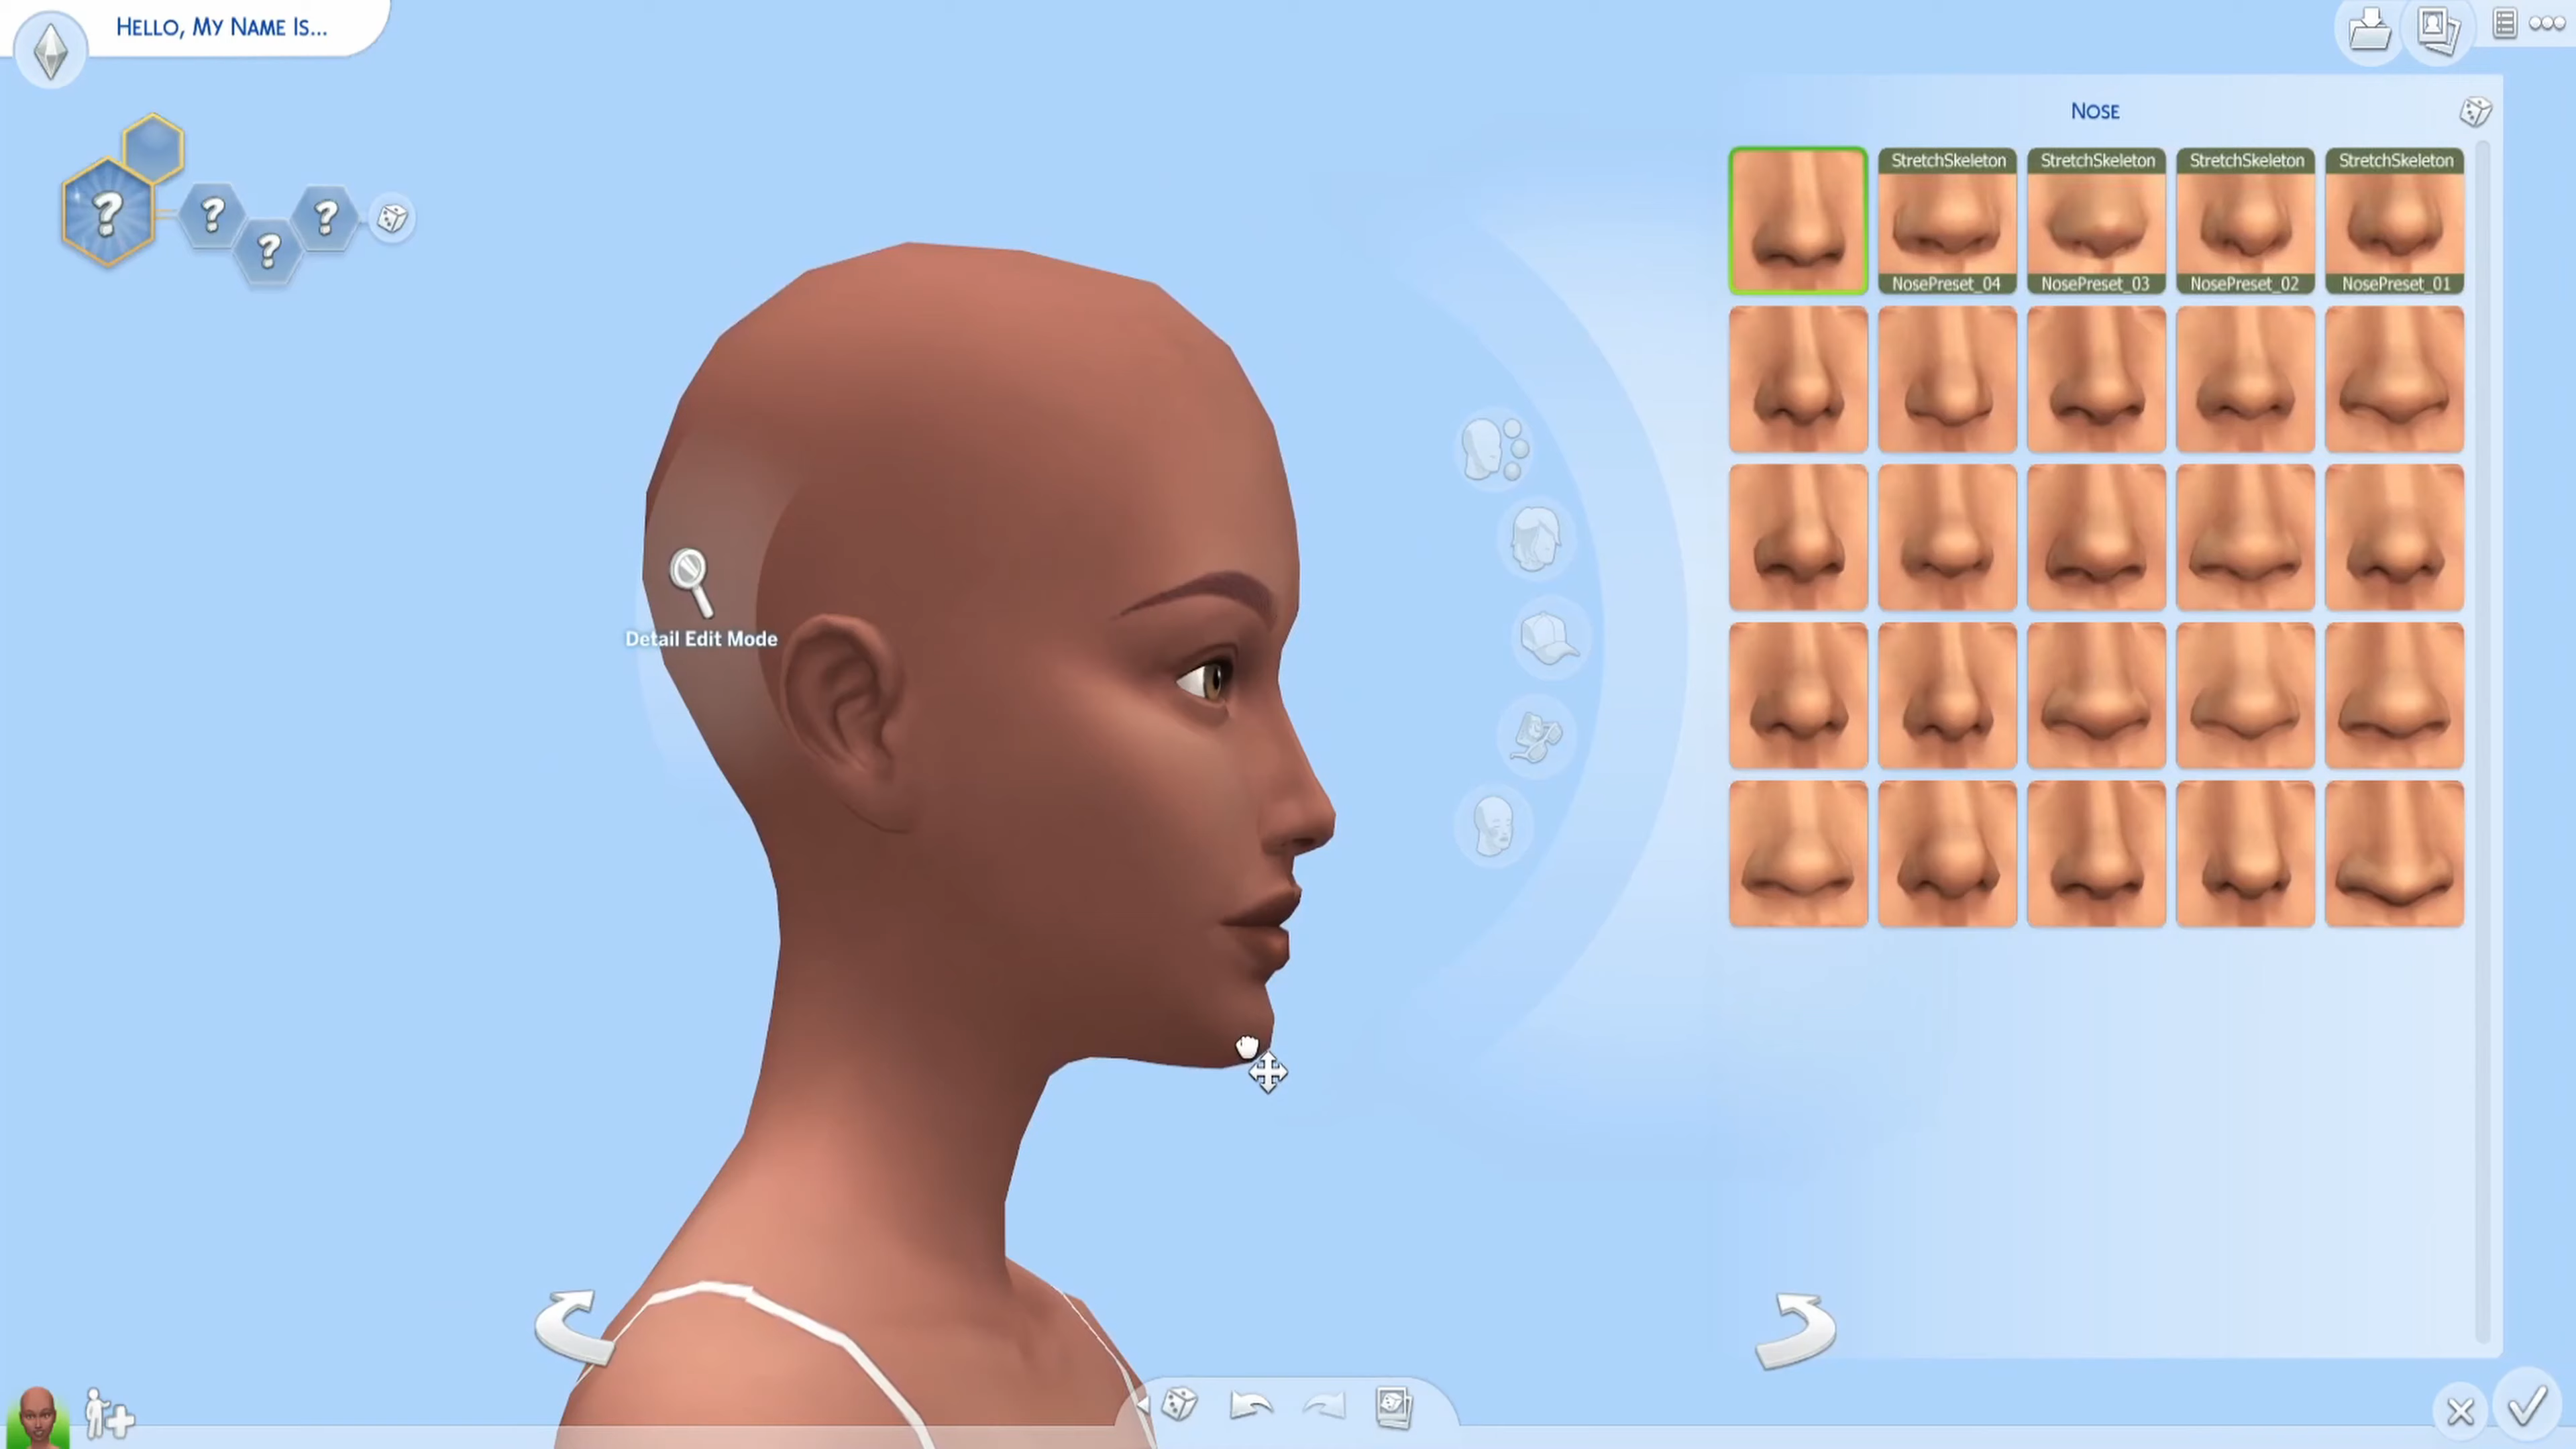 HELLO, MY NAME IS...
NOSE
StretchSkeleton StretchSkeleton StretchSkeleton StretchSkeleton
NosePreset_04 NosePreset_03 NosePreset_02 NosePreset_01
Detail Edit Mode